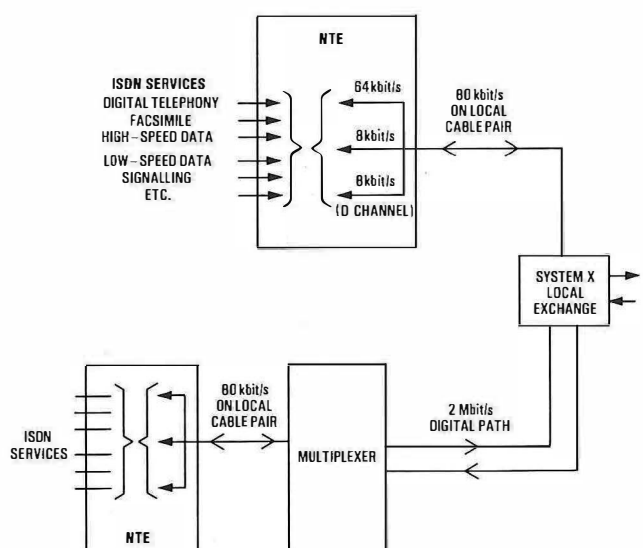 NTE
ISDN SERVICES
DIGITAL TELEPHONY
FACSIMILE
HIGH-SPEED DATA
LOW-SPEED DATA
SIGNALLING
ETC.
64 kbit/s
8 kbit/s
8 kbit/s
(D CHANNEL)
80 kbit/s
ON LOCAL
CABLE PAIR
SYSTEM X
LOCAL
EXCHANGE
ISDN
SERVICES
NTE
80 kbit/s
ON LOCAL
CABLE PAIR
MULTIPLEXER
2 Mbit/s
DIGITAL PATH